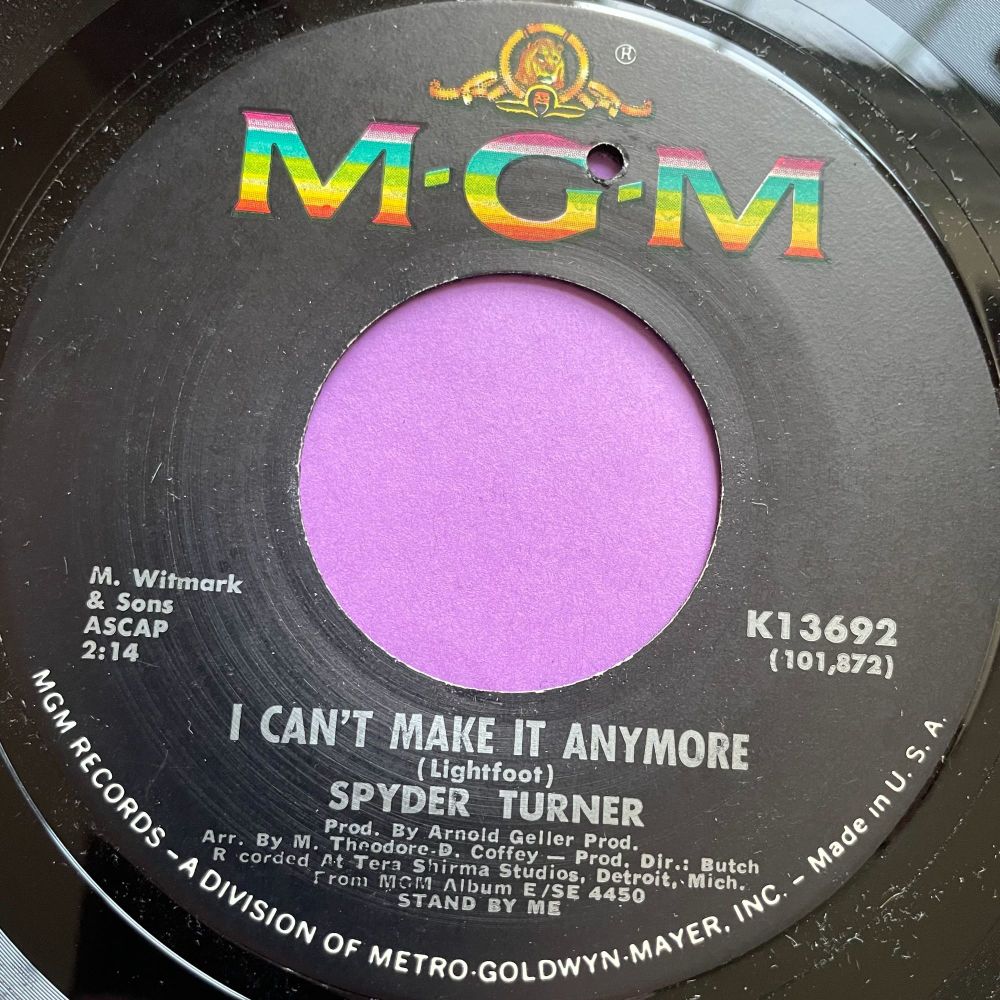 ®
M-G-M
M. Witmark
& Sons
ASCAP
2:14
K13692
(101,872)
I CAN'T MAKE IT ANYMORE
(Lightfoot)
SPYDER TURNER
Prod. By Arnold Geller Prod.
Arr. By M. Theodore-D. Coffey — Prod. Dir.: Butch
R corded At Tera Shirma Studios, Detroit, Mich.
From MGM Album E/SE 4450
STAND BY ME
MGM RECORDS – A DIVISION OF METRO-GOLDWYN-MAYER, INC. – Made in U. S. A.